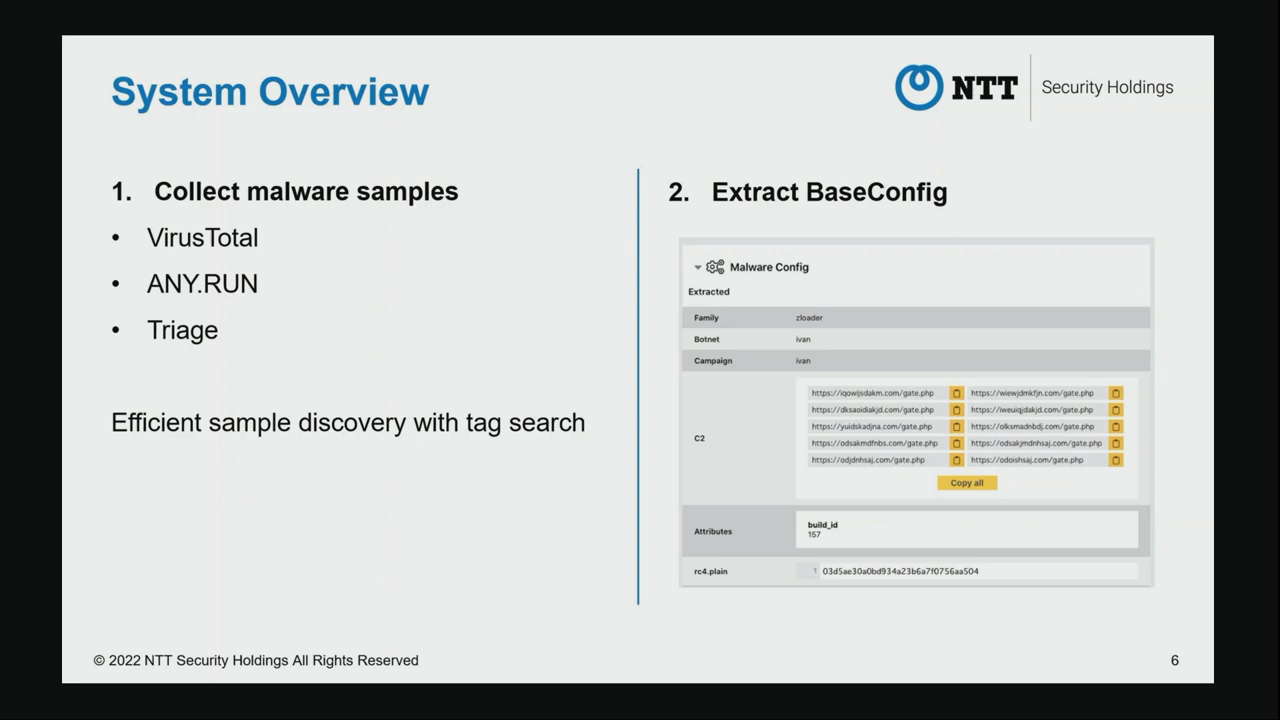 System Overview
NTT
Security Holdings
1. Collect malware samples
• VirusTotal
• ANY.RUN
• Triage
Efficient sample discovery with tag search
2. Extract BaseConfig
Malware Config
Extracted
Family zloader
Botnet ivan
Campaign ivan
C2
https://iqowijsdakm.com/gate.php https://wiewjdmkfjn.com/gate.php
https://dksaoidiakjd.com/gate.php https://iweuiqjdakjd.com/gate.php
https://yuidskadjna.com/gate.php https://olksmadnbdj.com/gate.php
https://odsakmdfnbs.com/gate.php https://odsakjmdnhsaj.com/gate.php
https://odjdnhsaj.com/gate.php https://odoishsaj.com/gate.php
Copy all
Attributes
build_id
157
rc4.plain 1 03d5ae30a0bd934a23b6a7f0756aa504
© 2022 NTT Security Holdings All Rights Reserved
6